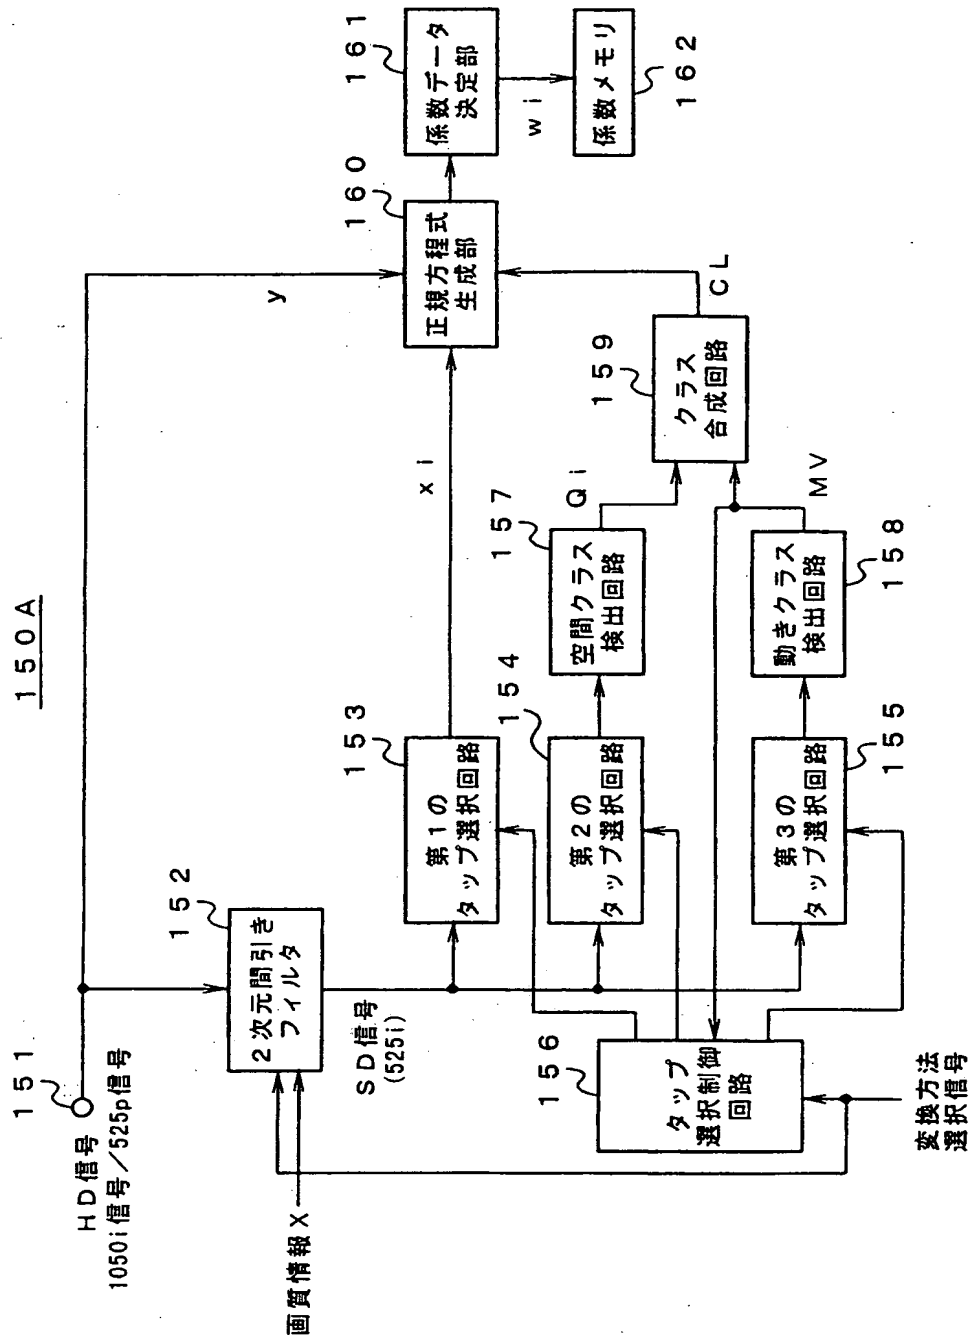 150A
151
HD信号
1050i信号/525p信号
画質情報X
152
2次元間引き
フィルタ
SD信号
(525i)
156
タップ
選択制御
回路
変換方法
選択信号
153
第1の
タップ選択回路
154
第2の
タップ選択回路
155
第3の
タップ選択回路
157
空間クラス
検出回路
158
動きクラス
検出回路
Qi
MV
159
クラス
合成回路
CL
xi
y
160
正規方程式
生成部
161
係数データ
決定部
wi
162
係数メモリ